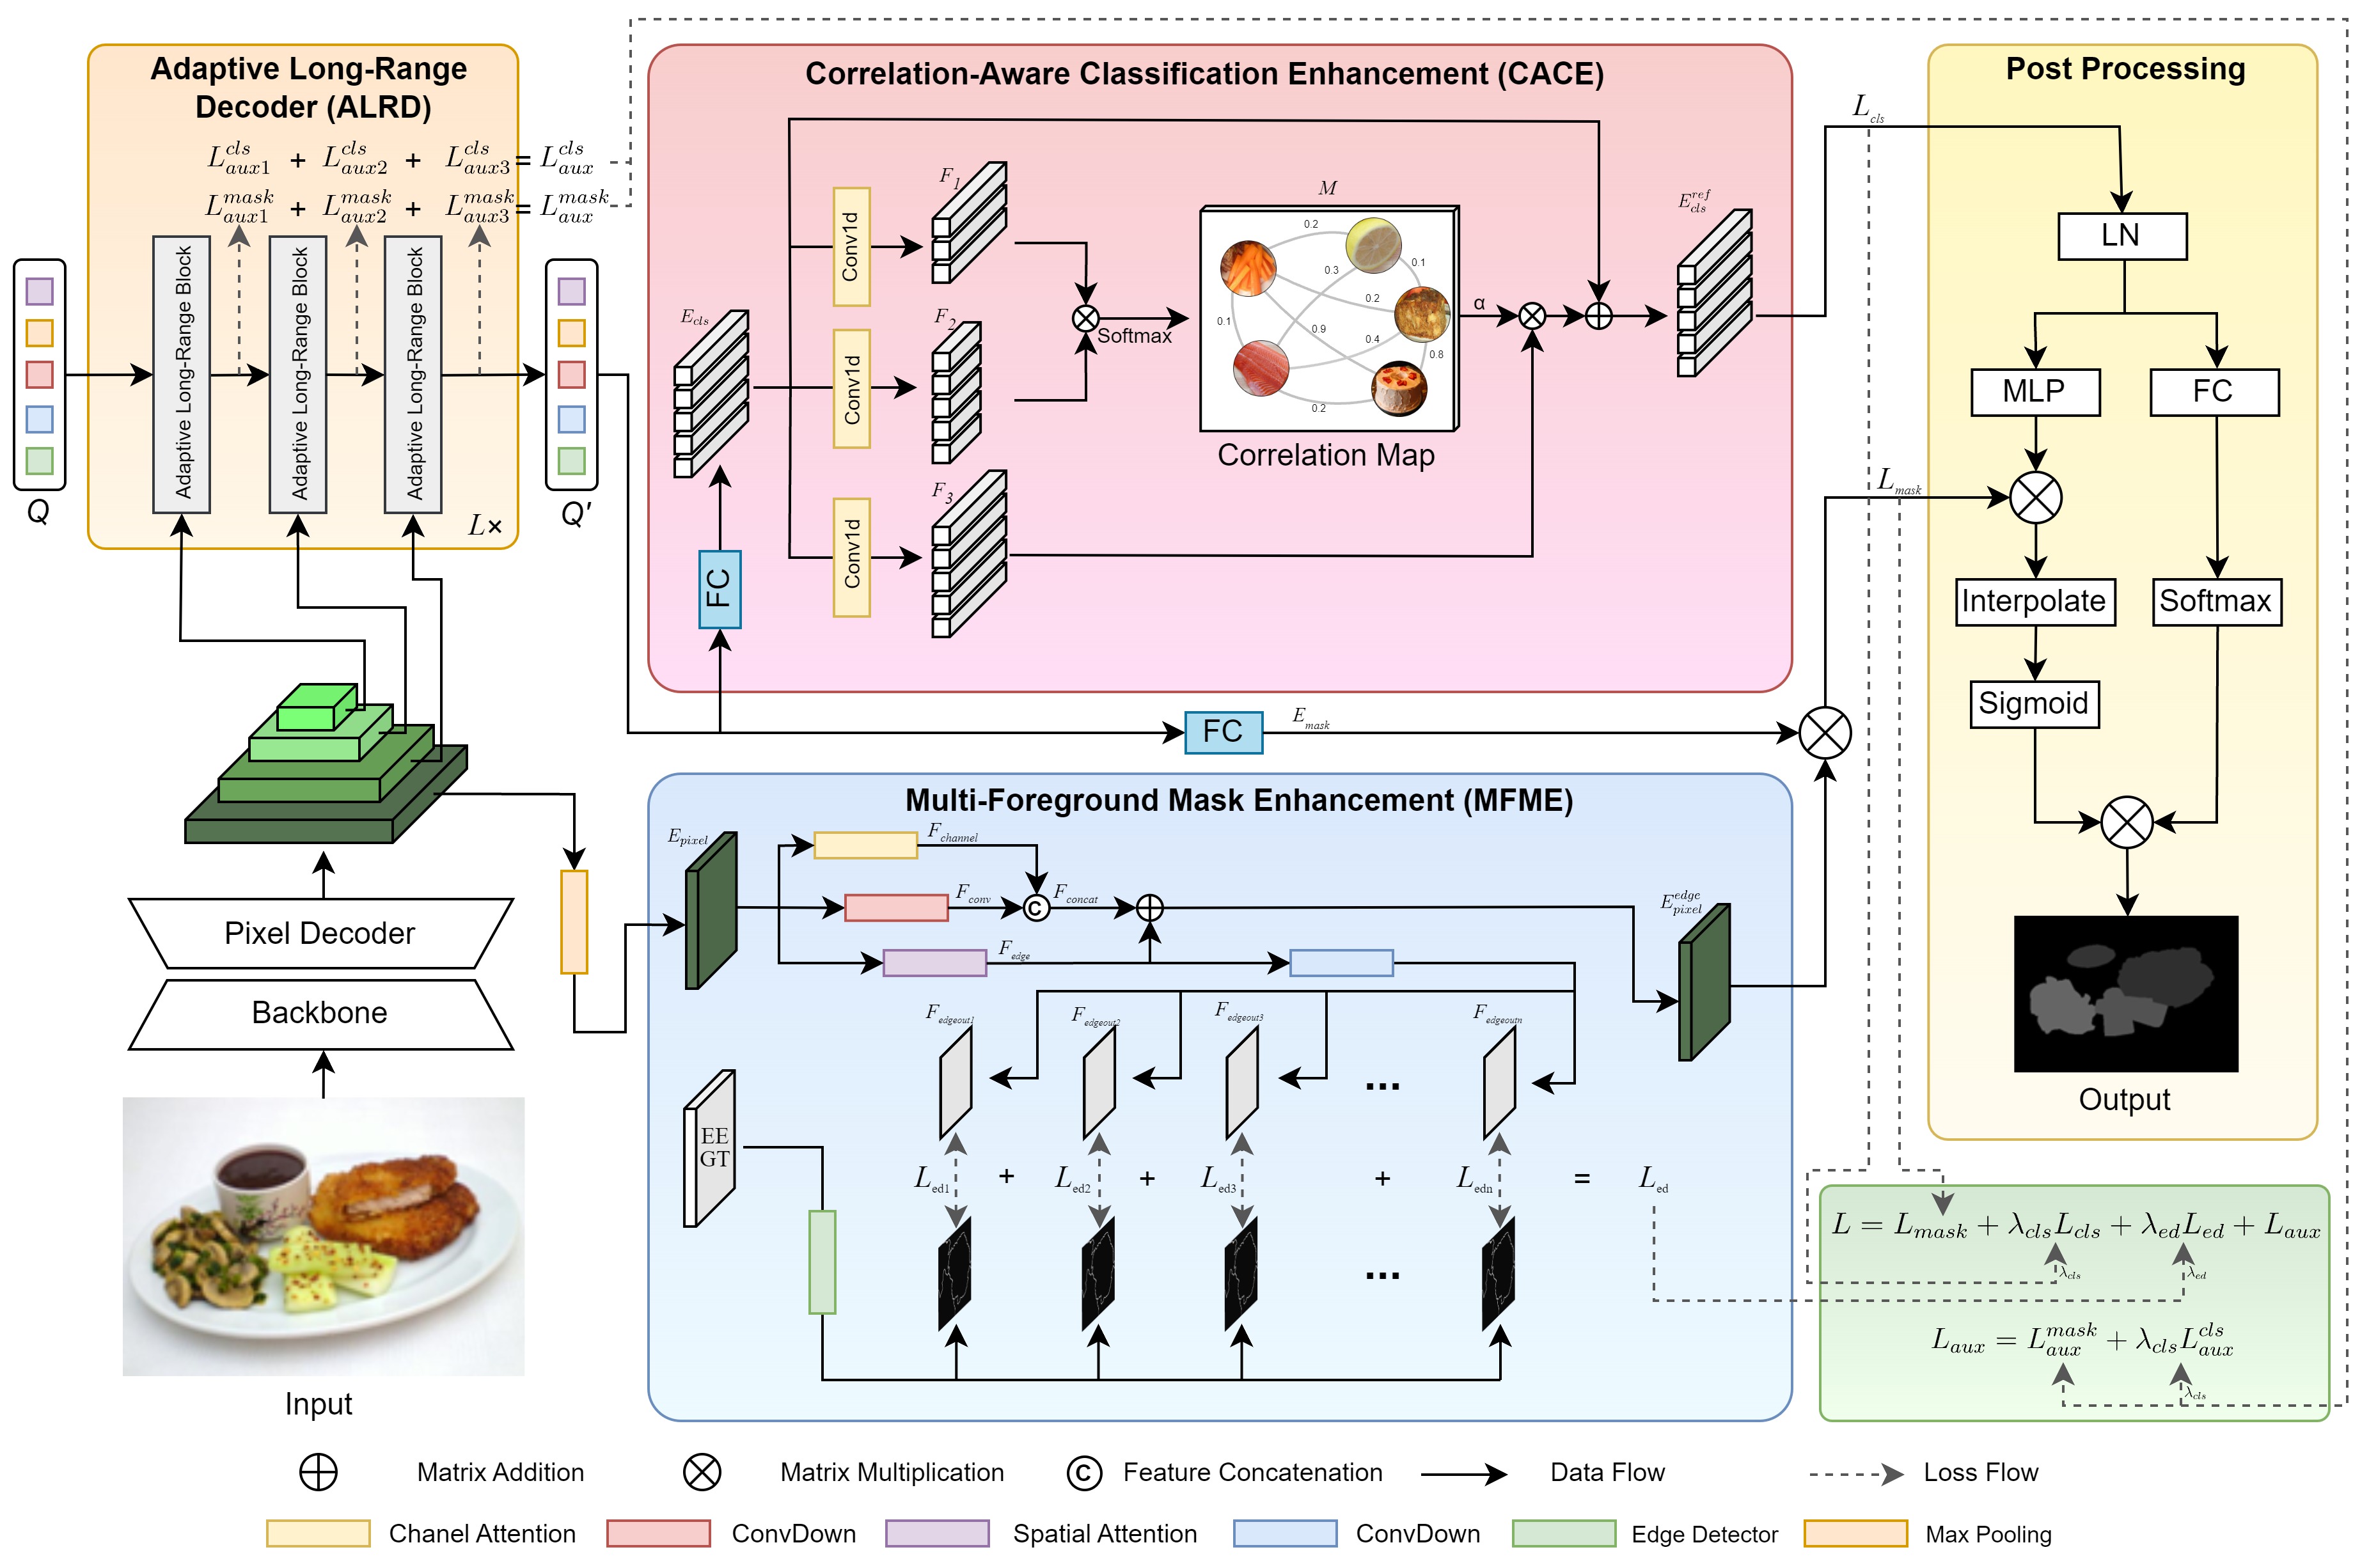 Adaptive Long-Range
Decoder (ALRD)
L_{aux1}^{cls} + L_{aux2}^{cls} + L_{aux3}^{cls} = L_{aux}^{cls}
L_{aux1}^{mask} + L_{aux2}^{mask} + L_{aux3}^{mask} = L_{aux}^{mask}
Adaptive Long-Range Block
Adaptive Long-Range Block
Adaptive Long-Range Block
Q
L×
Q'
Pixel Decoder
Backbone
Input
Correlation-Aware Classification Enhancement (CACE)
E_{cls}
FC
Conv1d
Conv1d
Conv1d
F_1
F_2
F_3
Softmax
M
0.2
0.1
0.3
0.2
0.1
0.9
0.4
0.8
0.2
Correlation Map
α
E_{cls}^{ref}
FC
E_{mask}
Multi-Foreground Mask Enhancement (MFME)
E_{pixel}
F_{channel}
F_{conv}
C
F_{concat}
F_{edge}
E_{pixel}^{edge}
F_{edgeout1}
F_{edgeout2}
F_{edgeout3}
F_{edgeoutn}
...
EE
GT
L_{ed1} + L_{ed2} + L_{ed3} + L_{edn} = L_{ed}
...
Post Processing
L_{cls}
LN
MLP
FC
L_{mask}
Interpolate
Softmax
Sigmoid
Output
L = L_{mask} + λ_{cls}L_{cls} + λ_{ed}L_{ed} + L_{aux}
λ_{cls}
λ_{ed}
L_{aux} = L_{aux}^{mask} + λ_{cls}L_{aux}^{cls}
λ_{cls}
Matrix Addition
Matrix Multiplication
C
Feature Concatenation
Data Flow
Loss Flow
Chanel Attention
ConvDown
Spatial Attention
ConvDown
Edge Detector
Max Pooling